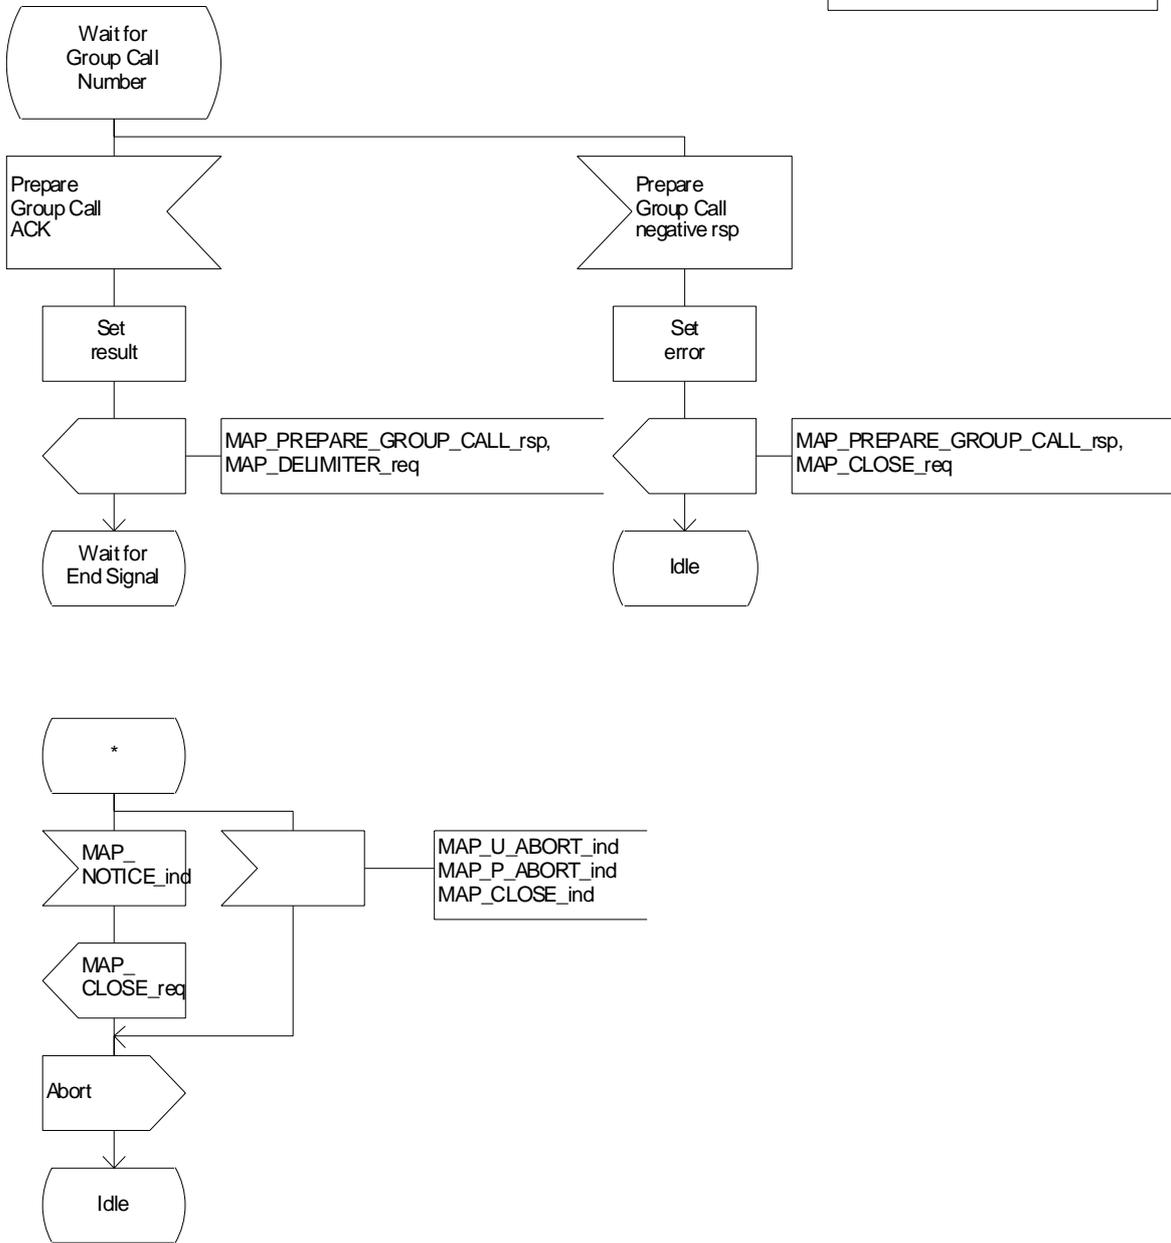 Wait for
Group Call
Number
Prepare
Group Call
ACK
Prepare
Group Call
negative rsp
Set
result
Set
error
MAP_PREPARE_GROUP_CALL_rsp,
MAP_DELIMITER_req
MAP_PREPARE_GROUP_CALL_rsp,
MAP_CLOSE_req
Wait for
End Signal
Idle
*
MAP_
NOTICE_ind
MAP_U_ABORT_ind
MAP_P_ABORT_ind
MAP_CLOSE_ind
MAP_
CLOSE_req
Abort
Idle